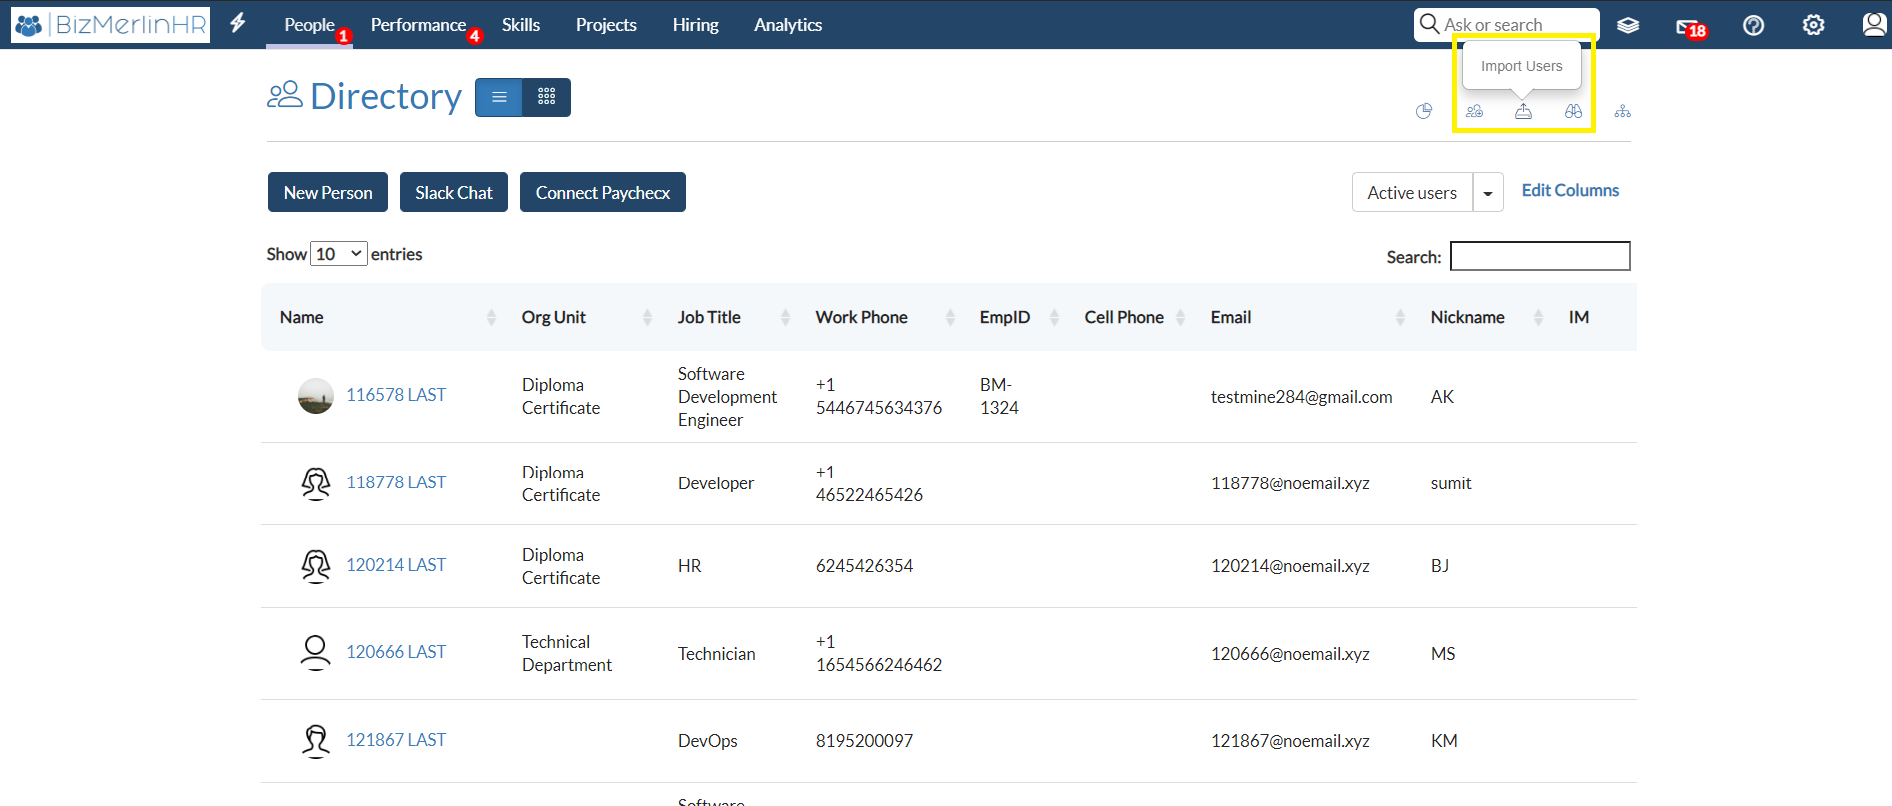 BizMerlinHR People 1 Performance 4 Skills Projects Hiring Analytics Ask or search 18
Import Users
Directory
New Person Slack Chat Connect Paychecx Active users Edit Columns
Show 10 entries Search:
Name Org Unit Job Title Work Phone EmpID Cell Phone Email Nickname IM
116578 LAST Diploma Certificate Software Development Engineer +1 5446745634376 BM-1324 testmine284@gmail.com AK
118778 LAST Diploma Certificate Developer +1 46522465426 118778@noemail.xyz sumit
120214 LAST Diploma Certificate HR 6245426354 120214@noemail.xyz BJ
120666 LAST Technical Department Technician +1 1654566246462 120666@noemail.xyz MS
121867 LAST DevOps 8195200097 121867@noemail.xyz KM
Software